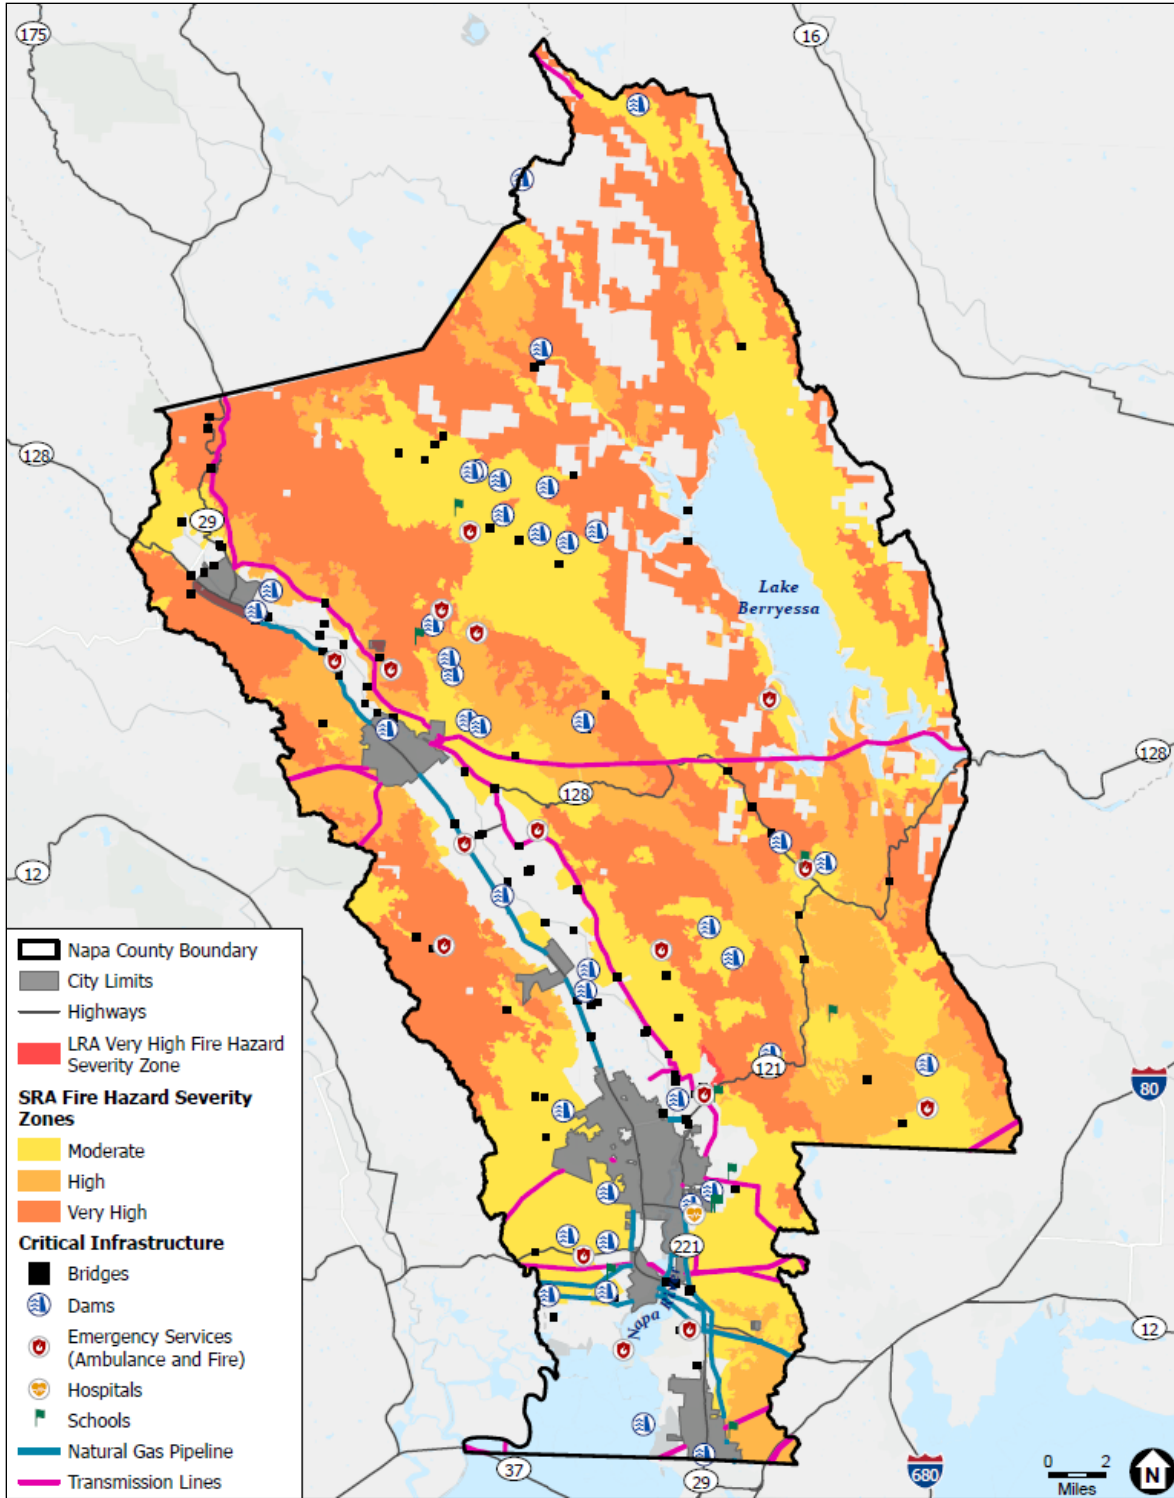 175
16
128
29
Lake
Berryessa
128
128
12
121
80
221
Napa River
12
37
29
680
Napa County Boundary
City Limits
Highways
LRA Very High Fire Hazard
Severity Zone
SRA Fire Hazard Severity
Zones
Moderate
High
Very High
Critical Infrastructure
Bridges
Dams
Emergency Services
(Ambulance and Fire)
Hospitals
Schools
Natural Gas Pipeline
Transmission Lines
0 2
Miles
N